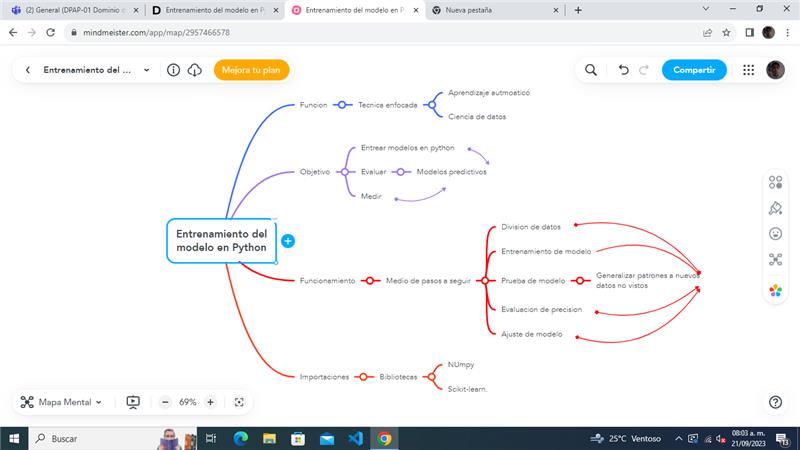 (2) General (DPAP-01 Dominio d
Entrenamiento del modelo en Pyt
Entrenamiento del modelo en Py
Nueva pestaña
mindmeister.com/app/map/2957466578
Entrenamiento del ...
Mejora tu plan
Compartir
Aprendizaje autmoatico
Funcion
Tecnica enfocada
Ciencia de datos
Entrear modelos en python
Objetivo
Evaluar
Modelos predictivos
Medir
Entrenamiento del
modelo en Python
Division de datos
Entrenamiento de modelo
Funcionamiento
Medio de pasos a seguir
Prueba de modelo
Generalizar patrones a nuevos
datos no vistos
Evaluacion de precision
Ajuste de modelo
NUmpy
Importaciones
Bibliotecas
Scikit-learn.
Mapa Mental
69%
Buscar
25°C Ventoso
08:03 a. m.
21/09/2023
13